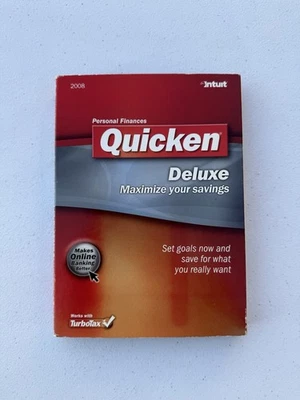 2008
Intuit
Personal Finances
Quicken®
Deluxe
Maximize your savings
Makes
Online
Banking
Better
Set goals now and
save for what
you really want
Works with
TurboTax